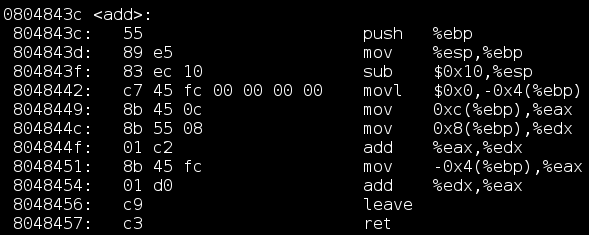 0804843c <add>:
 804843c:   55                      push   %ebp
 804843d:   89 e5                   mov    %esp,%ebp
 804843f:   83 ec 10                sub    $0x10,%esp
 8048442:   c7 45 fc 00 00 00 00    movl   $0x0,-0x4(%ebp)
 8048449:   8b 45 0c                mov    0xc(%ebp),%eax
 804844c:   8b 55 08                mov    0x8(%ebp),%edx
 804844f:   01 c2                   add    %eax,%edx
 8048451:   8b 45 fc                mov    -0x4(%ebp),%eax
 8048454:   01 d0                   add    %edx,%eax
 8048456:   c9                      leave
 8048457:   c3                      ret